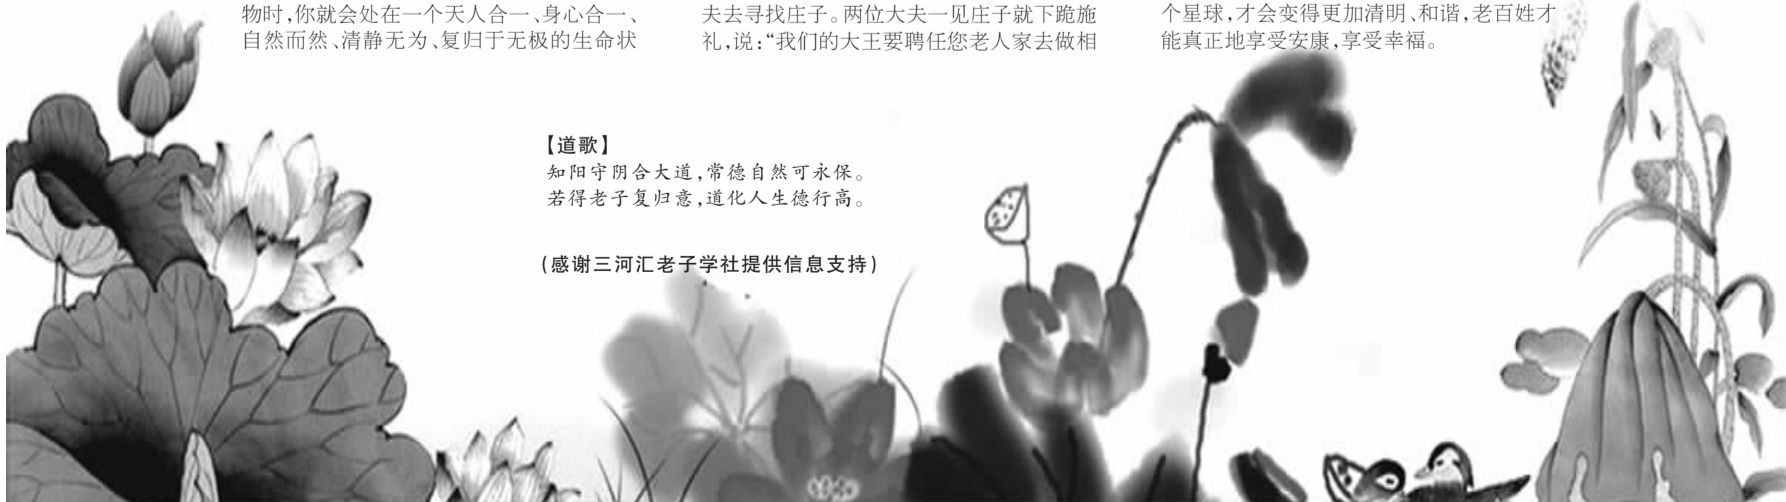 物时,你就会处在一个天人合一、身心合一、
自然而然、清静无为、复归于无极的生命状
夫去寻找庄子。两位大夫一见庄子就下跪施
礼,说:“我们的大王要聘任您老人家去做相
个星球,才会变得更加清明、和谐,老百姓才
能真正地享受安康,享受幸福。
【道歌】
知阳守阴合大道,常德自然可永保。
若得老子复归意,道化人生德行高。
(感谢三河汇老子学社提供信息支持)